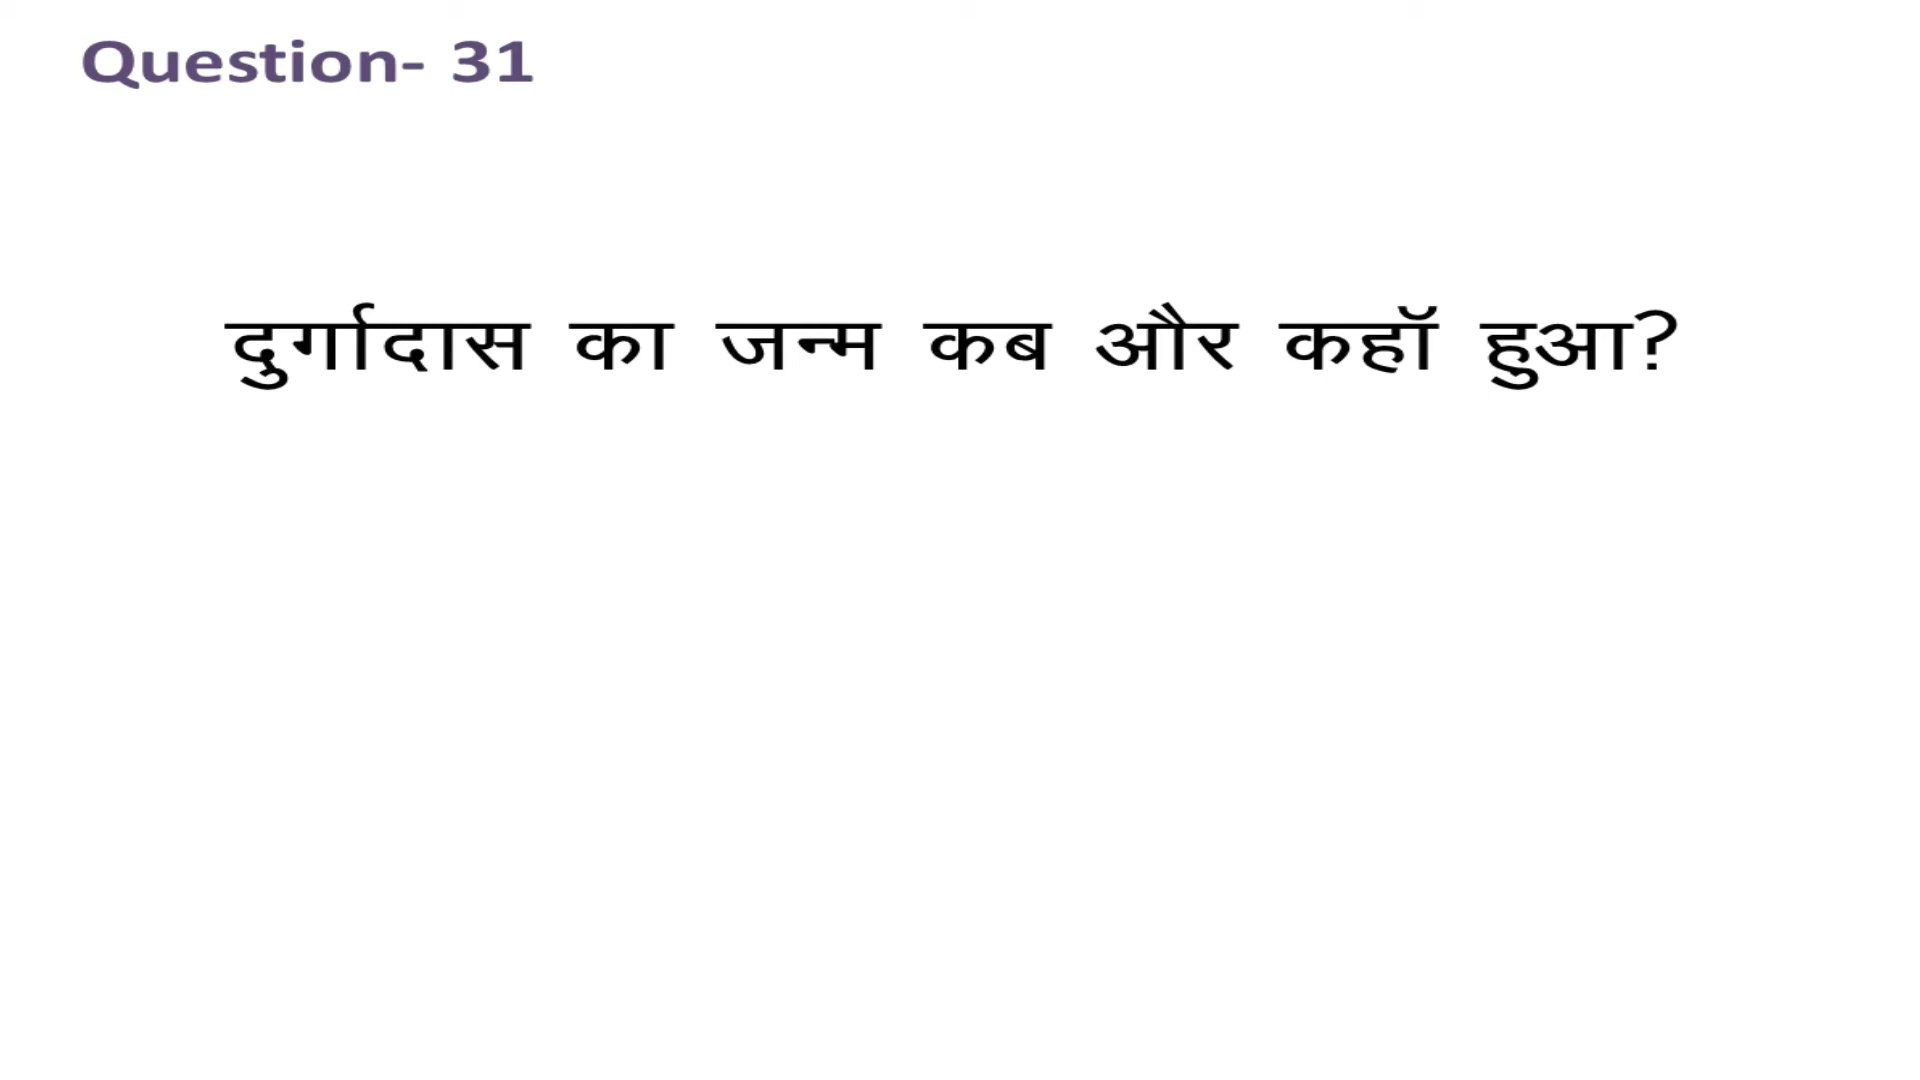 Question- 31
दुर्गादास का जन्म कब और कहॉ हुआ?